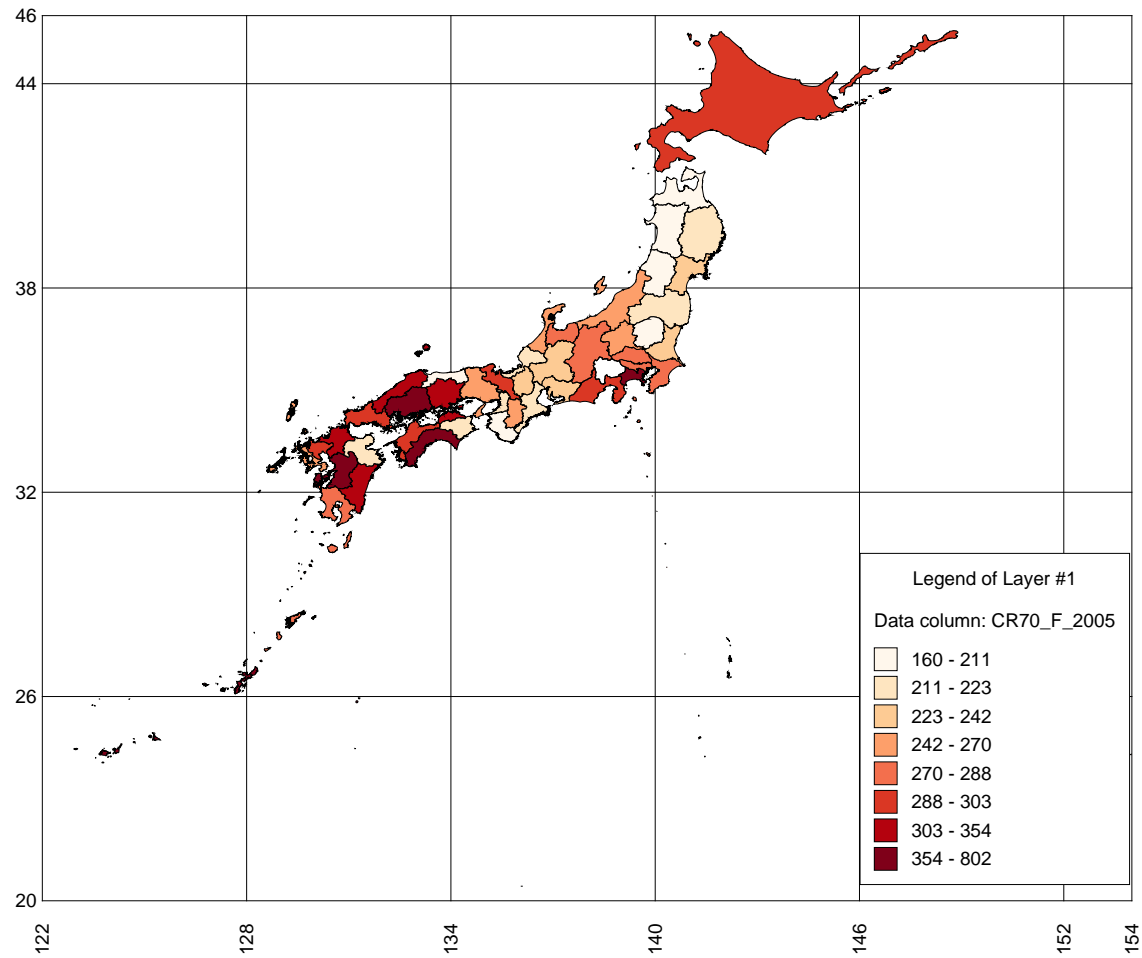 46
44
38
32
26
20
122
128
134
140
146
152
154
Legend of Layer #1
Data column: CR70_F_2005
160 - 211
211 - 223
223 - 242
242 - 270
270 - 288
288 - 303
303 - 354
354 - 802